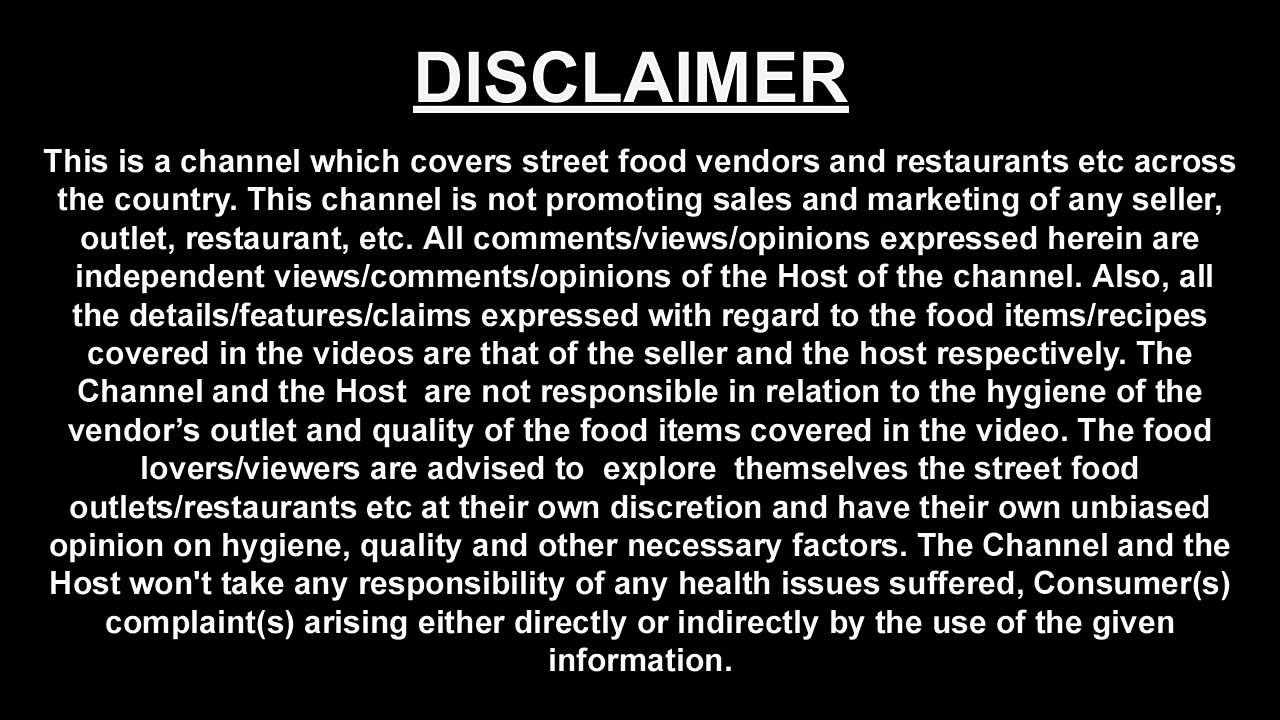 DISCLAIMER
This is a channel which covers street food vendors and restaurants etc across
the country. This channel is not promoting sales and marketing of any seller,
outlet, restaurant, etc. All comments/views/opinions expressed herein are
independent views/comments/opinions of the Host of the channel. Also, all
the details/features/claims expressed with regard to the food items/recipes
covered in the videos are that of the seller and the host respectively. The
Channel and the Host  are not responsible in relation to the hygiene of the
vendor’s outlet and quality of the food items covered in the video. The food
lovers/viewers are advised to  explore  themselves the street food
outlets/restaurants etc at their own discretion and have their own unbiased
opinion on hygiene, quality and other necessary factors. The Channel and the
Host won't take any responsibility of any health issues suffered, Consumer(s)
complaint(s) arising either directly or indirectly by the use of the given
information.